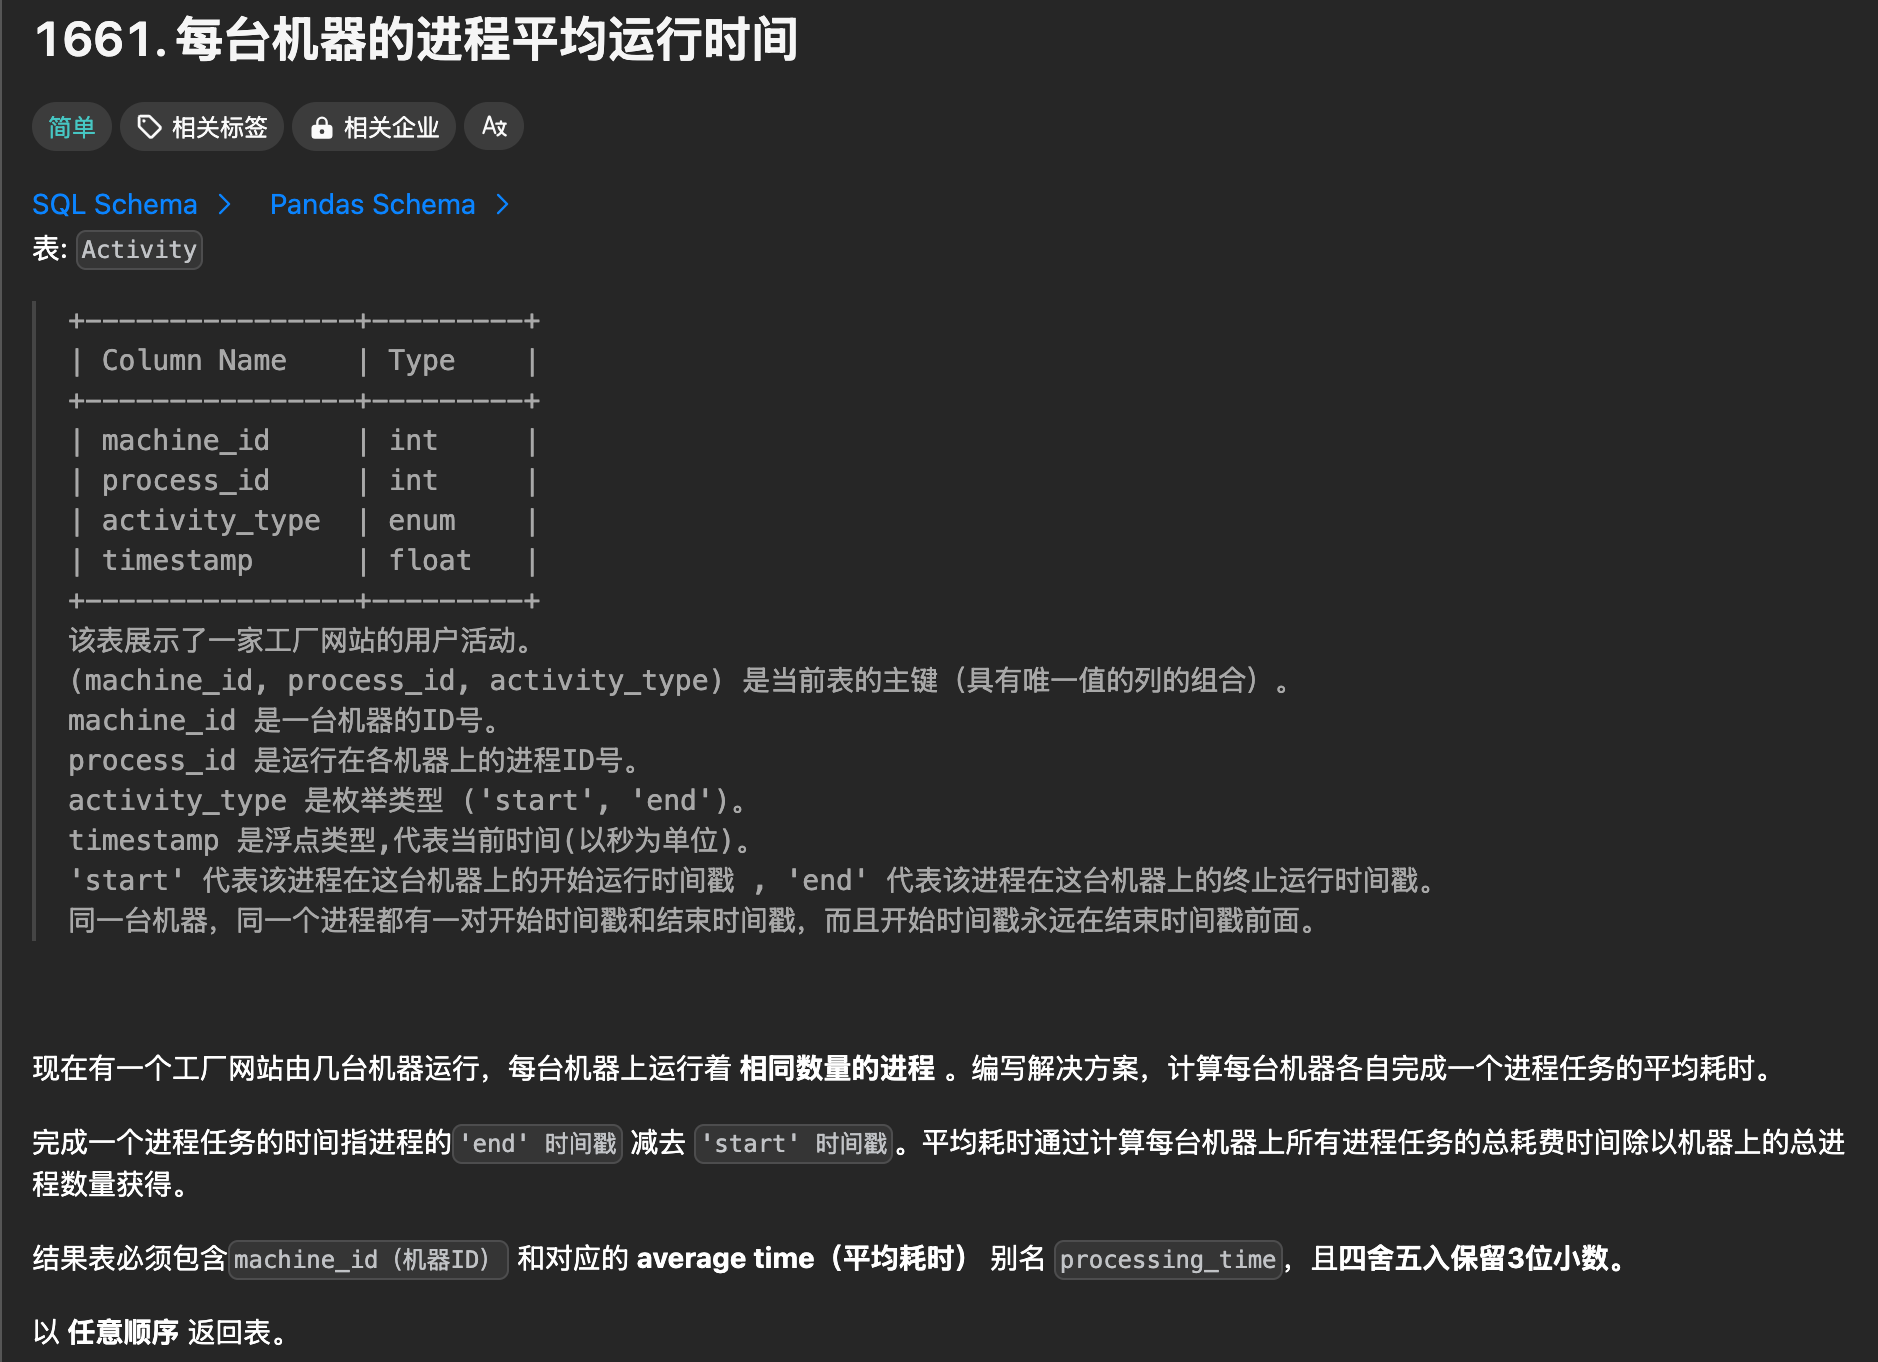 1661. 每台机器的进程平均运行时间
简单 相关标签 相关企业
SQL Schema > Pandas Schema >
表: Activity
+----------------+---------+
| Column Name    | Type    |
+----------------+---------+
| machine_id     | int     |
| process_id     | int     |
| activity_type  | enum    |
| timestamp      | float   |
+----------------+---------+
该表展示了一家工厂网站的用户活动。
(machine_id, process_id, activity_type) 是当前表的主键（具有唯一值的列的组合）。
machine_id 是一台机器的ID号。
process_id 是运行在各机器上的进程ID号。
activity_type 是枚举类型 ('start', 'end')。
timestamp 是浮点类型,代表当前时间(以秒为单位)。
'start' 代表该进程在这台机器上的开始运行时间戳 , 'end' 代表该进程在这台机器上的终止运行时间戳。
同一台机器，同一个进程都有一对开始时间戳和结束时间戳，而且开始时间戳永远在结束时间戳前面。
现在有一个工厂网站由几台机器运行，每台机器上运行着 相同数量的进程 。编写解决方案，计算每台机器各自完成一个进程任务的平均耗时。
完成一个进程任务的时间指进程的'end' 时间戳 减去 'start' 时间戳。平均耗时通过计算每台机器上所有进程任务的总耗费时间除以机器上的总进
程数量获得。
结果表必须包含machine_id（机器ID） 和对应的 average time（平均耗时） 别名 processing_time，且四舍五入保留3位小数。
以 任意顺序 返回表。